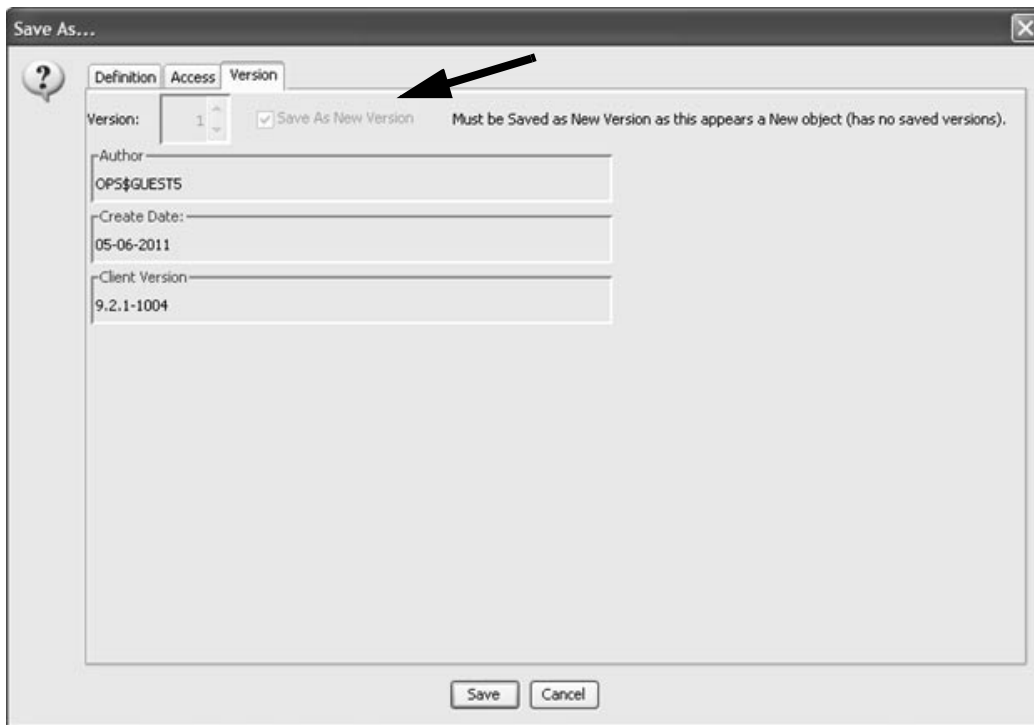 Save As...
?
Definition Access Version
Version: 1 Save As New Version Must be Saved as New Version as this appears a New object (has no saved versions).
Author
OPS$GUEST5
Create Date:
05-06-2011
Client Version
9.2.1-1004
Save Cancel